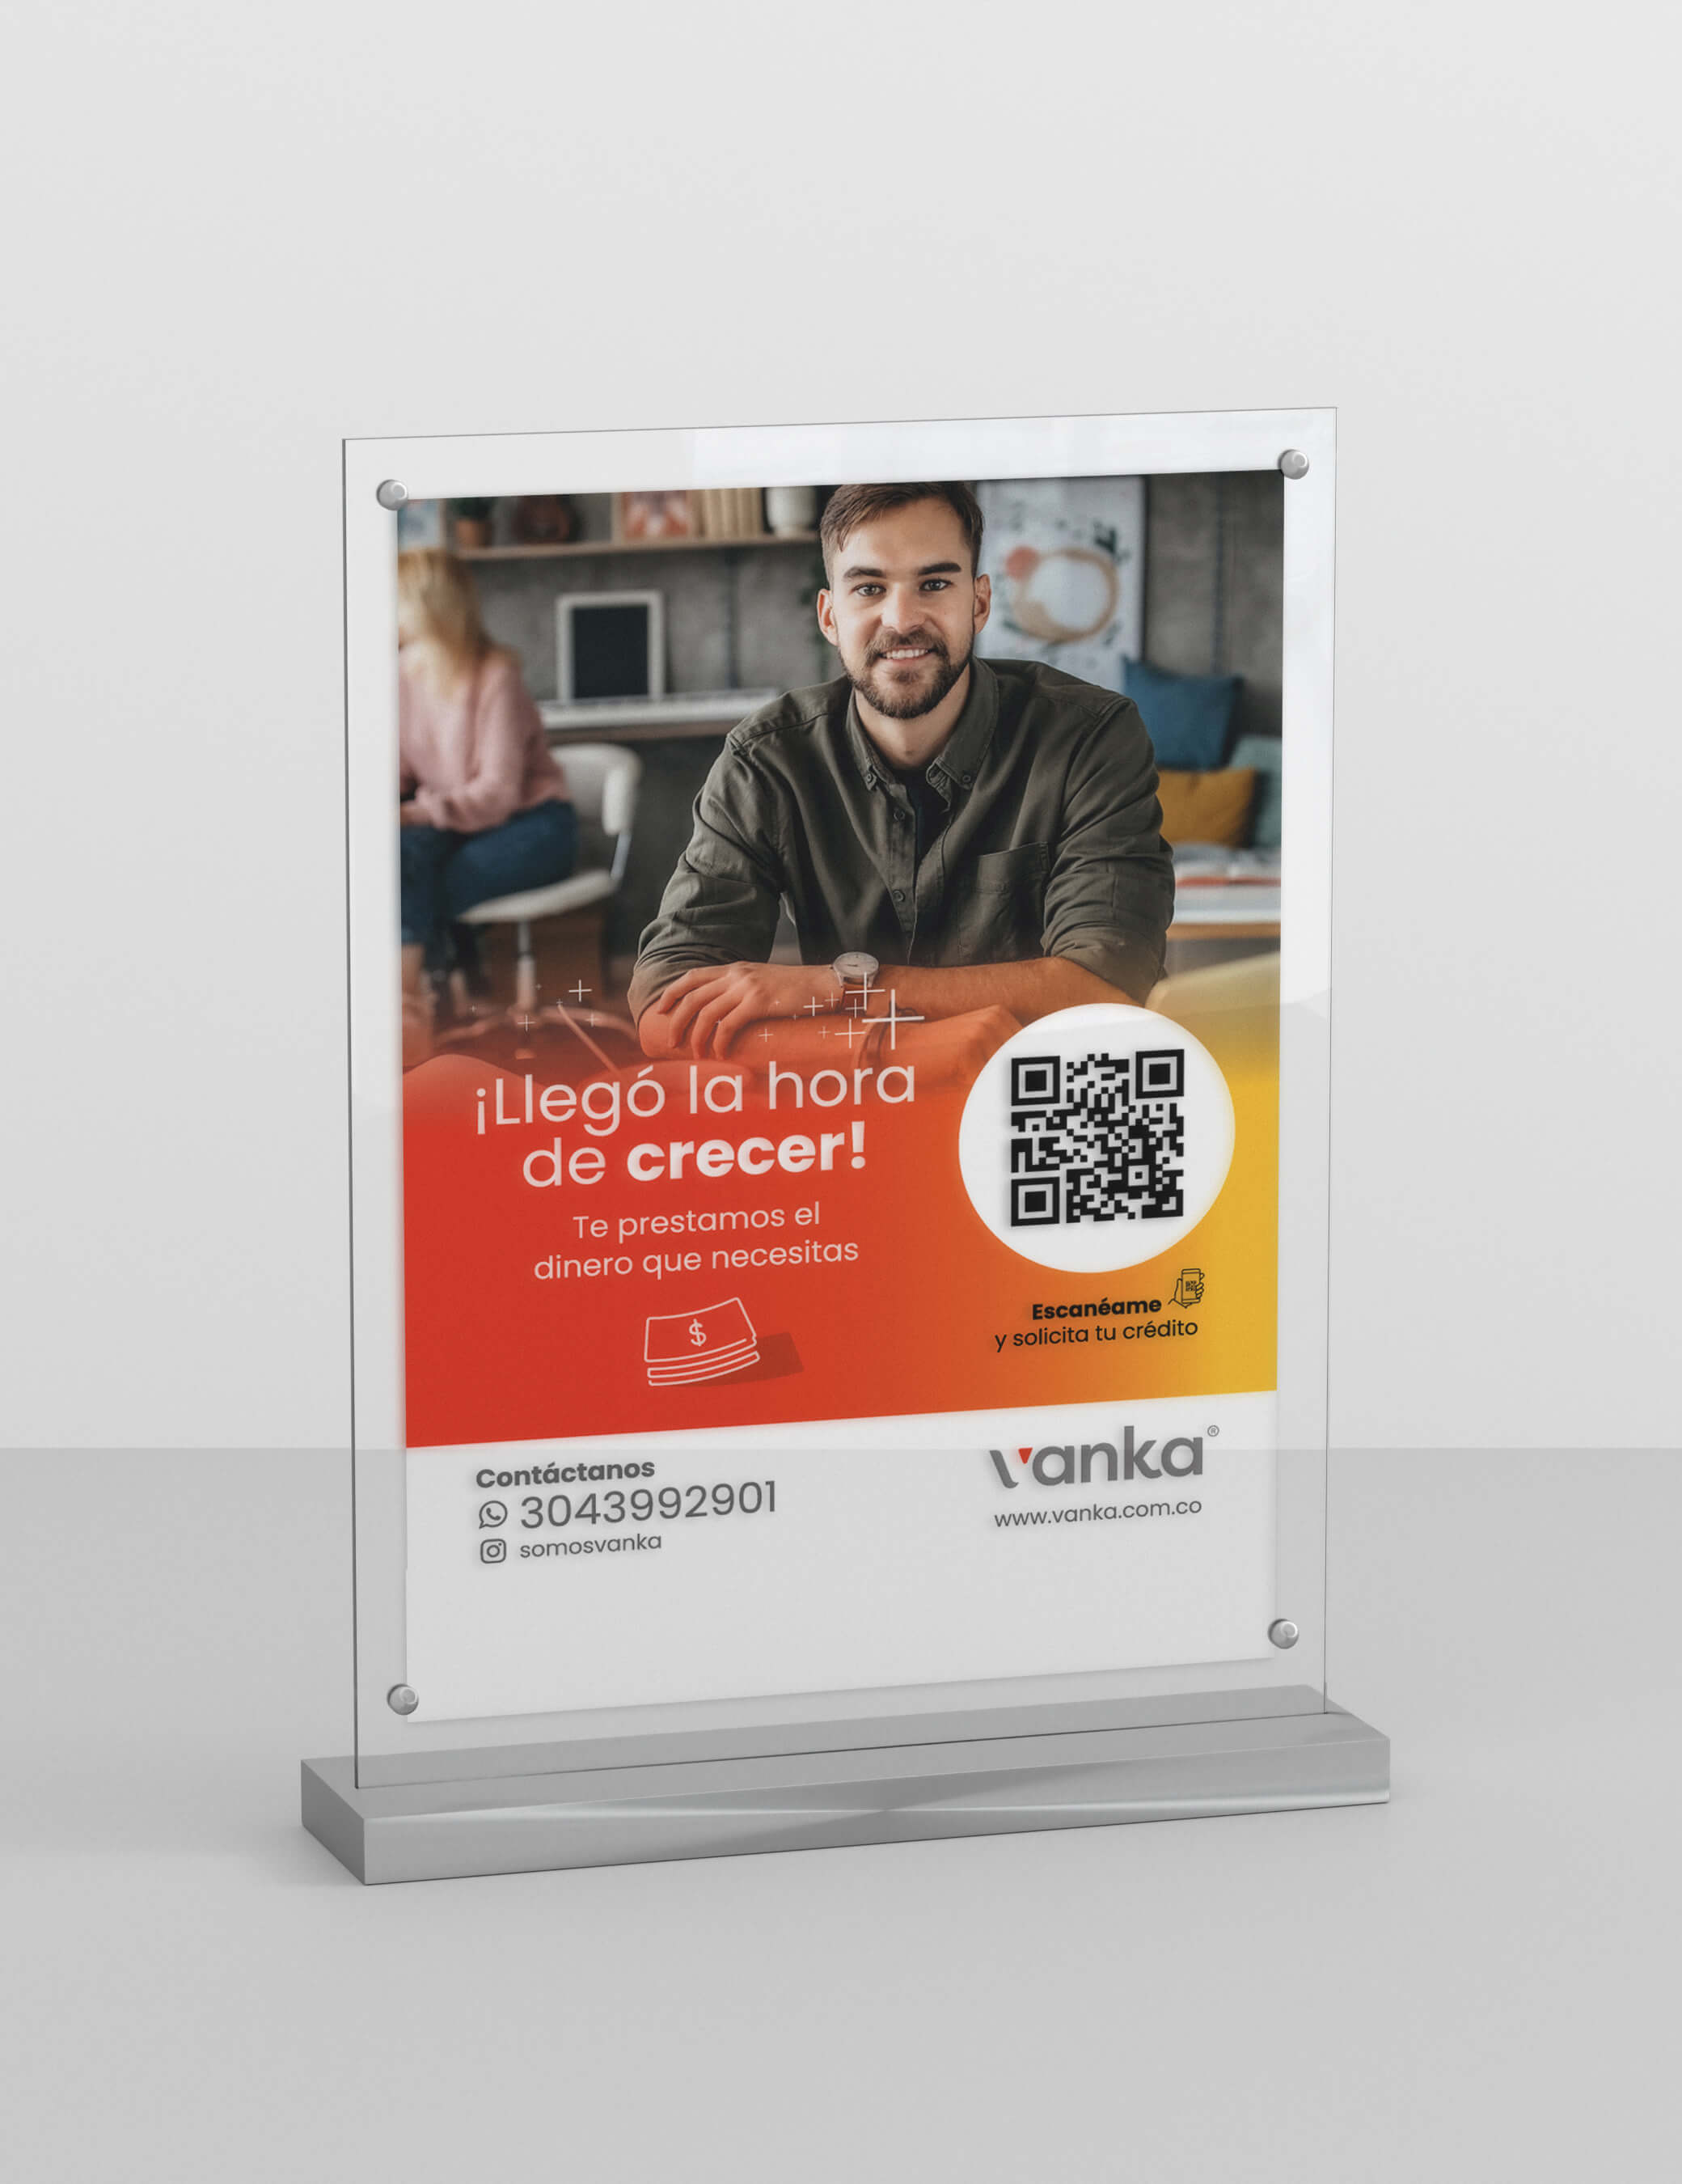 ¡Llegó la hora
de crecer!
Te prestamos el
dinero que necesitas
$
Escanéame
y solicita tu crédito
Contáctanos
3043992901
somosvanka
vanka®
www.vanka.com.co